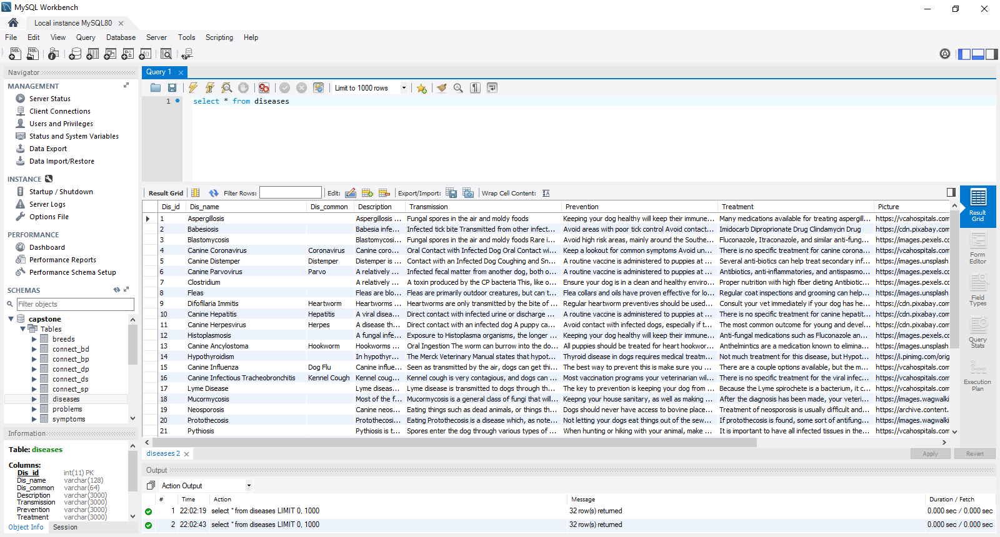 MySQL Workbench
Local instance MySQL80
File Edit View Query Database Server Tools Scripting Help
Navigator
MANAGEMENT
Server Status
Client Connections
Users and Privileges
Status and System Variables
Data Export
Data Import/Restore
INSTANCE
Startup / Shutdown
Server Logs
Options File
PERFORMANCE
Dashboard
Performance Reports
Performance Schema Setup
SCHEMAS
Filter objects
capstone
Tables
breeds
connect_bd
connect_bp
connect_dp
connect_ds
connect_sp
diseases
problems
symptoms
Information
Table: diseases
Columns:
Dis_id int(11) PK
Dis_name varchar(128)
Dis_common varchar(64)
Description varchar(3000)
Transmission varchar(3000)
Prevention varchar(3000)
Treatment varchar(3000)
Object Info Session
Query 1
Limit to 1000 rows
1 select * from diseases
Result Grid Filter Rows: Edit: Export/Import: Wrap Cell Content:
Dis_id Dis_name Dis_common Description Transmission Prevention Treatment Picture
1 Aspergillosis Aspergillosis ... Fungal spores in the air and moldy foods Keeping your dog healthy will keep their immune... Many medications available for treating aspergill... https://vcahospitals.com
2 Babesiosis Babesia infe... Infected tick bite Transmitted from other infect... Avoid areas with poor tick control Avoid contact... Imidocarb Diproprionate Drug Clindamycin Drug https://cdn.pixabay.com
3 Blastomycosis Blastomycosi... Fungal spores in the air and moldy foods Rare i... Avoid high risk areas, mainly around the Southe... Fluconazole, Itraconazole, and similar anti-fung... https://images.pexels.cc
4 Canine Coronavirus Coronavirus Canine coro... Oral Contact with Infected Dog Oral Contact wi... Keep a lookout for common symptoms Avoid un... There is no specific treatment for canine corona... https://cdn.pixabay.com
5 Canine Distemper Distemper Distemper is ... Contact with an Infected Dog Coughing and Sn... A routine vaccine is administered to puppies at ... Several anti-biotics can help treat secondary inf... https://images.unsplash
6 Canine Parvovirus Parvo A relatively ... Infected fecal matter from another dog, both o... A routine vaccine is administered to puppies at ... Antibiotics, anti-inflammatories, and antispasmo... https://images.pexels.cc
7 Clostridium A relatively ... A toxin produced by the CP bacteria This, like o... Ensure your dog is in a clean and healthy enviro... Proper nutrition with high fiber dieting Antibiotic... https://vcahospitals.com
8 Fleas Fleas are blo... Fleas are primarily outdoor creatures, but can t... Flea collars and oils have proven effective for lo... Regular coat inspections and grooming can help... https://images.unsplash
9 Difofilaria Immitis Heartworm Heartworms ... Heartworms are only transmitted by the bite of ... Regular heartworm preventives should be used... Consult your vet immediately if your dog has he... https://cdn.pixabay.com
10 Canine Hepatitis Hepatitis A viral disea... Direct contact with infected urine or discharge ... A routine vaccine is administered to puppies at ... There is no specific treatment for canine hepatit... https://cdn.pixabay.com
11 Canine Herpesvirus Herpes A disease th... Direct contact with an infected dog A puppy ca... Avoid contact with infected dogs, especially if t... The most common outcome for young and devel... https://images.pexels.cc
12 Histoplasmosis A fungal infe... Exposure to Histoplasma organisms, the longer ... Keeping your dog healthy will keep their immune... Anti-fungal medications such as Fluconazole an... https://images.pexels.cc
13 Canine Ancylostoma Hookworm Hookworms ... Oral Ingestion The worm can burrow into the do... All puppies should be treated for heart hookwor... Anthelmintics are a medication known to elimina... https://images.unsplash
14 Hypothyroidism In hypothyr... The Merck Veterinary Manual states that hypot... Thyroid disease in dogs requires medical treatm... Not much treatment for this disease, but Hypot... https://i.pinimg.com/orig
15 Canine Influenza Dog Flu Canine influe... Seen as transmitted by the air, dogs can get thi... The best way to prevent this is make sure you ... There are a couple options available, but the m... https://cdn.pixabay.com
16 Canine Infectious Tracheobronchitis Kennel Cough Kennel coug... Kennel cough is very contagious, and dogs can ... Most vaccination programs your veterinarian wil... There is no specific treatment for the viral infec... https://vcahospitals.com
17 Lyme Disease Lyme diseas... Lyme disease is transmitted to dogs through th... The key to prevention is keeping your dog from ... Because the Lyme spirochete is a bacterium, it c... https://vcahospitals.com
18 Mucormycosis Most of the f... Mucormycosis is a general class of fungi that will... Keepng your house sanitary, as well as making ... After the diagnosis has been made, your veteri... https://images.wagwalki
19 Neosporosis Canine neos... Eating things such as dead animals, or things th... Dogs should never have access to bovine place... Treatment of neosporosis is usually difficult and... https://archive.content.
20 Protothecosis Protothecosi... Eating Protothecosis is a disease which, as note... Not letting your dogs eat things out of the sew... If protothecosis is found, some sort of antifung... https://images.wagwalki
21 Pythiosis Pythiosis is t... Spores enter the dog through various types of ... When hunting or hiking with your animal, make ... It is important to have all infected tissues in the... https://vcahospitals.com
Result Grid
Form Editor
Field Types
Query Stats
Execution Plan
diseases 2
Apply Revert
Output
Action Output
# Time Action Message Duration / Fetch
1 22:02:19 select * from diseases LIMIT 0, 1000 32 row(s) returned 0.000 sec / 0.000 sec
2 22:02:43 select * from diseases LIMIT 0, 1000 32 row(s) returned 0.000 sec / 0.000 sec